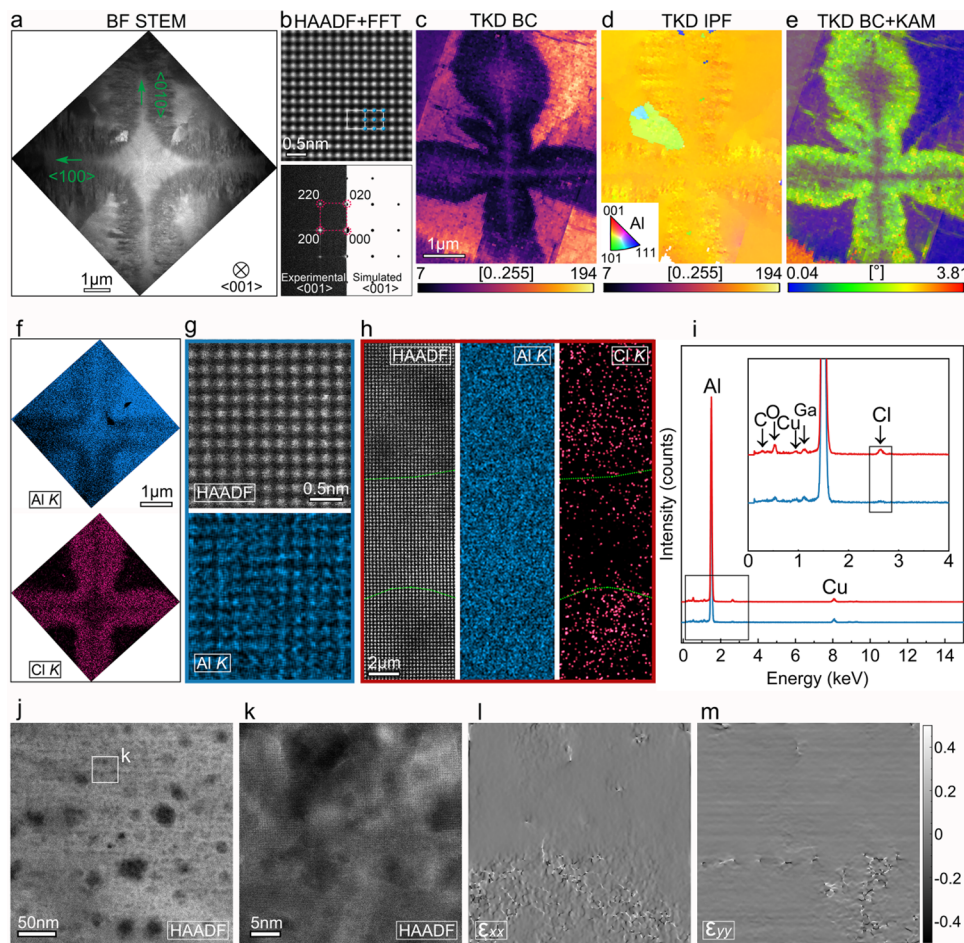 a BF STEM
<010>
<100>
1μm
<001>
b HAADF+FFT
0.5nm
220 020
200 000
Experimental Simulated
<001> <001>
c TKD BC
1μm
7 [0..255] 194
d TKD IPF
001
Al
101 111
7 [0..255] 194
e TKD BC+KAM
0.04 [°] 3.81
f
Al K
1μm
Cl K
g
HAADF
0.5nm
Al K
h
HAADF Al K Cl K
2μm
i
Intensity (counts)
Al
C O Cu Ga Cl
0 1 2 3 4
Cu
0 2 4 6 8 10 12 14
Energy (keV)
j
k
50nm HAADF
k
5nm HAADF
l
εxx
m
εyy
0.4
0.2
0
-0.2
-0.4